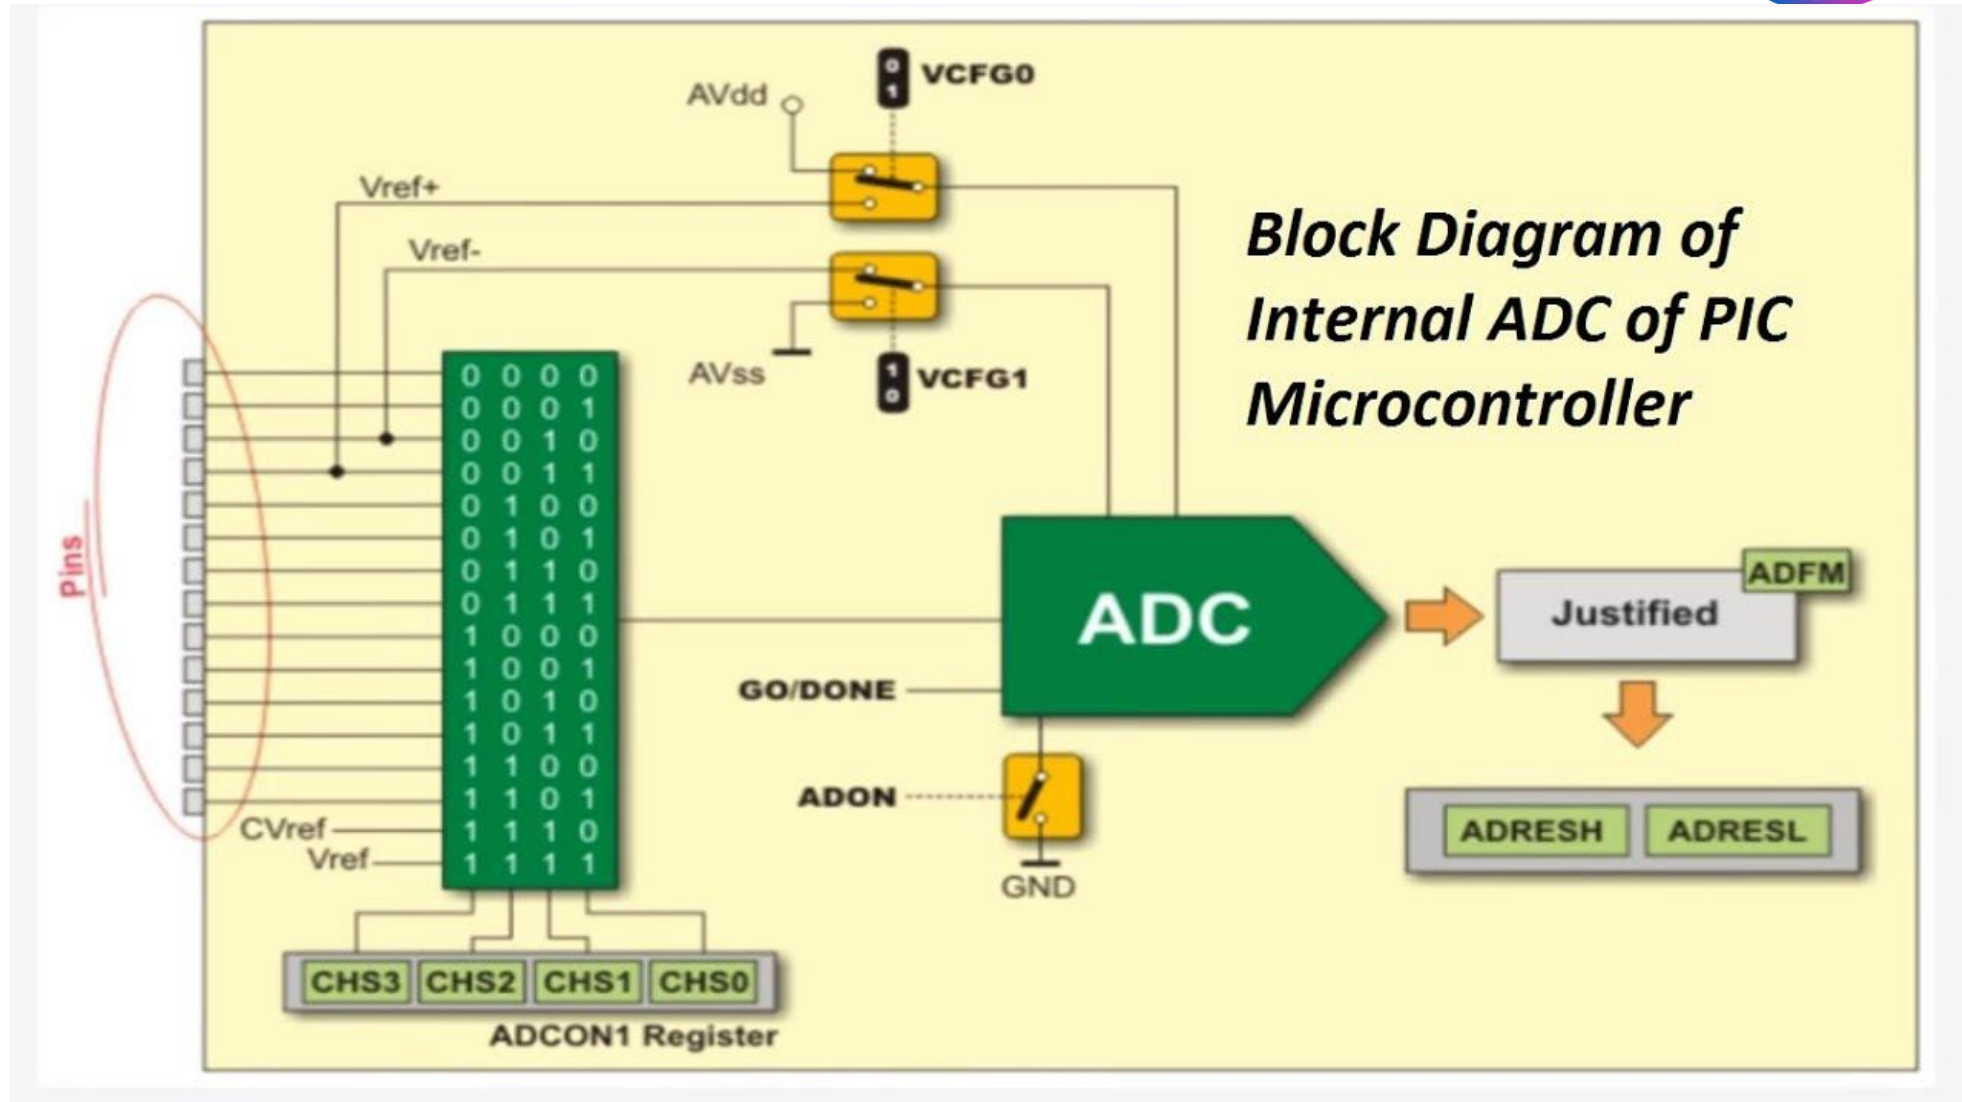 0
1
VCFG0
AVdd
Vref+
Vref-
Block Diagram of
Internal ADC of PIC
Microcontroller
AVss
1
0
VCFG1
Pins
0 0 0 0
0 0 0 1
0 0 1 0
0 0 1 1
0 1 0 0
0 1 0 1
0 1 1 0
0 1 1 1
1 0 0 0
1 0 0 1
1 0 1 0
1 0 1 1
1 1 0 0
1 1 0 1
CVref 1 1 1 0
Vref 1 1 1 1
ADC
GO/DONE
ADON
GND
ADFM
Justified
ADRESH ADRESL
CHS3 CHS2 CHS1 CHS0
ADCON1 Register